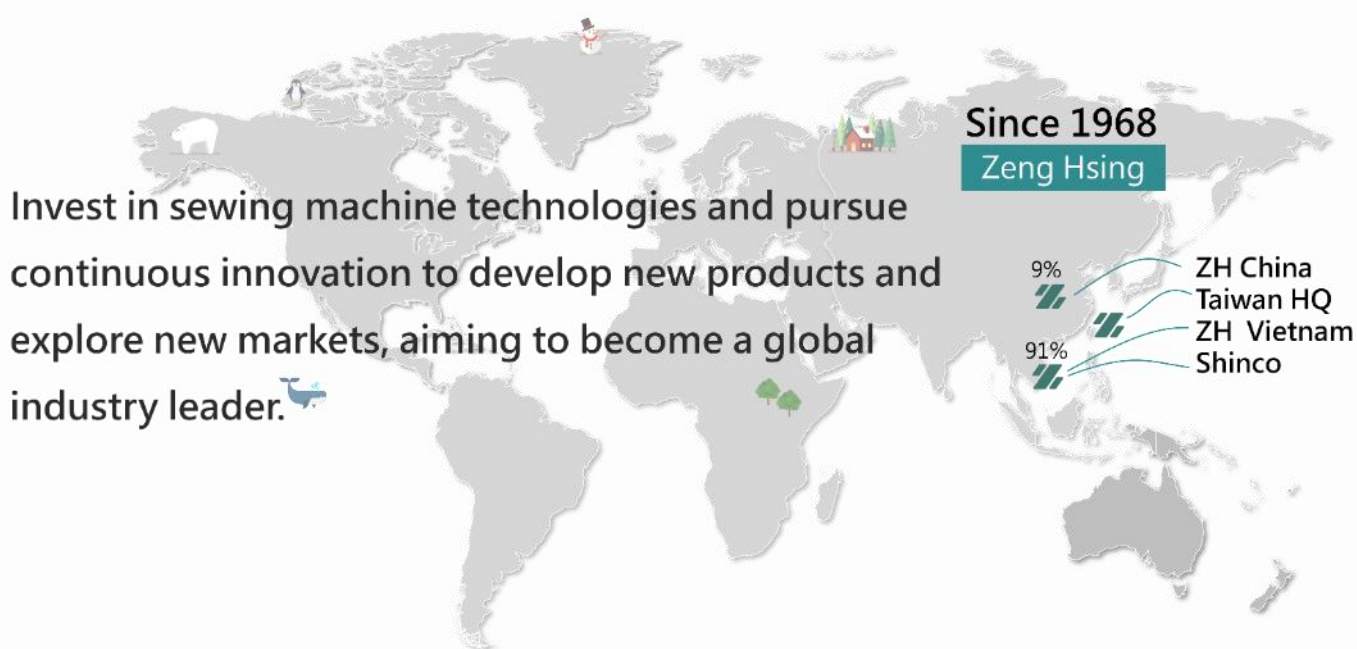 Since 1968
Zeng Hsing
Invest in sewing machine technologies and pursue
continuous innovation to develop new products and
explore new markets, aiming to become a global
industry leader.
9%
91%
ZH China
Taiwan HQ
ZH Vietnam
Shinco